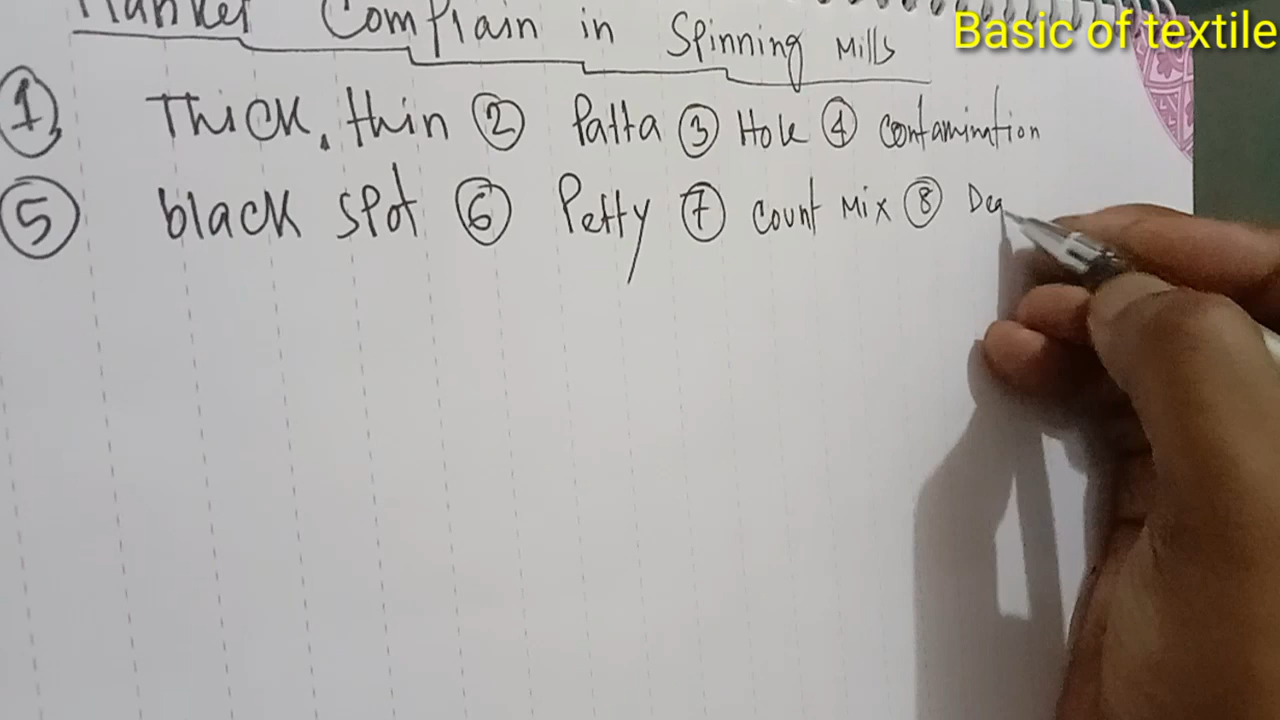 Basic of textile
Complain in Spinning Mills
1 Thick, thin 2 Patta 3 Hole 4 Contamination
5 black spot 6 Petty 7 Count Mix 8